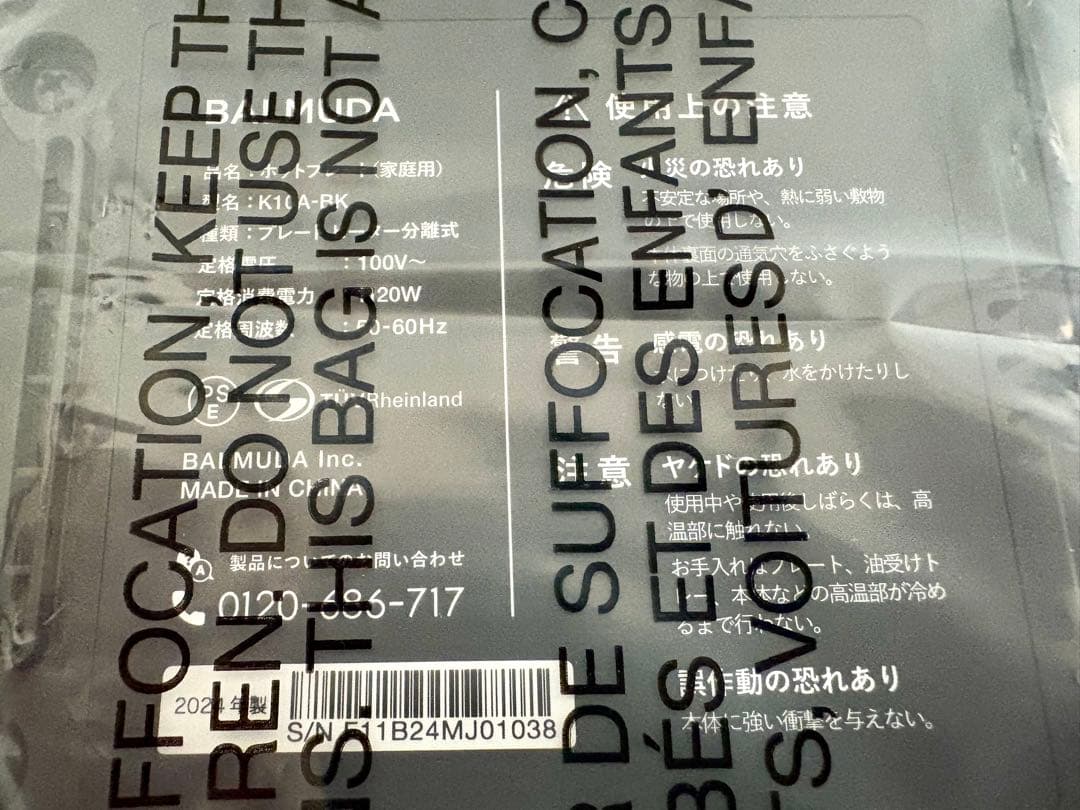 BALMUDA
品名：ホットプレート（家庭用）
型名：K10A-BK
種類：プレートヒーター分離式
定格電圧　：100V〜
定格消費電力　20W
定格周波数　：50-60Hz
PS
E
TÜVRheinland
BALMUDA Inc.
MADE IN CHINA
製品についてのお問い合わせ
0120-686-717
2024年製
S/N F11B24MJ01038
使用上の注意
危険　火災の恐れあり
不安定な場所や、熱に弱い敷物
の上で使用しない。
本体裏面の通気穴をふさぐよう
な物の上で使用しない。
警告　感電の恐れあり
水につけたり、水をかけたりし
ない。
注意　ヤケドの恐れあり
使用中や使用後しばらくは、高
温部に触れない。
お手入れはプレート、油受けト
レー、本体などの高温部が冷め
るまで行わない。
誤作動の恐れあり
本体に強い衝撃を与えない。
FFOCATION, KEEP TH
REN. DO NOT USE TH
S. THIS BAG IS NOT A
R DE SUFFOCATION, C
BÉS ET DES ENFANTS
S, VOITURES D' ENFA